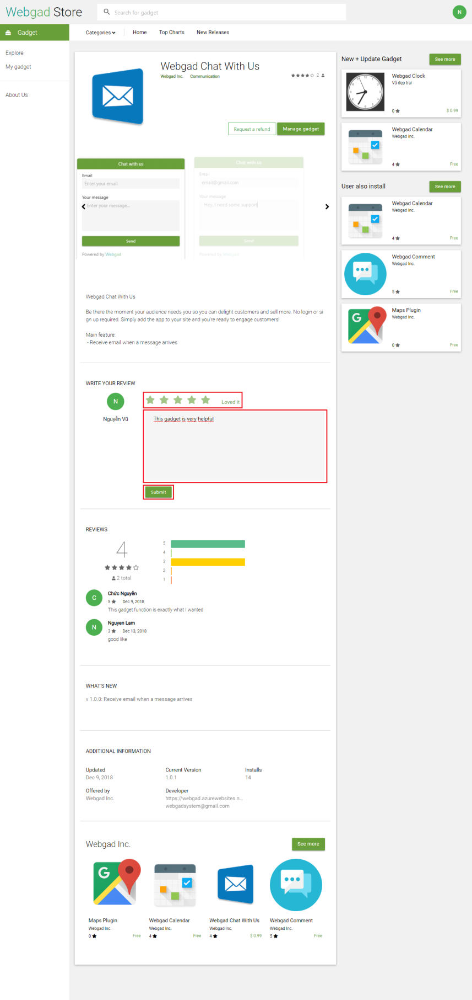 Webgad Store
Search for gadget
N
Gadget
Categories
Home
Top Charts
New Releases
Explore
My gadget
About Us
Webgad Chat With Us
Webgad Inc.
Communication
2
Request a refund
Manage gadget
Chat with us
Email
Enter your email
Your message
Enter your message...
Send
Powered by Webgad
Chat with us
Email
email@gmail.com
Your message
Hey, I need some support
Send
Powered by Webgad
Webgad Chat With Us
Be there the moment your audience needs you so you can delight customers and sell more. No login or si
gn up required. Simply add the app to your site and you're ready to engage customers!
Main feature:
- Receive email when a message arrives
WRITE YOUR REVIEW
N
Nguyễn Vũ
Loved it
This gadget is very helpful
Submit
REVIEWS
4
2 total
5
4
3
2
1
C
Chức Nguyễn
5
Dec 9, 2018
This gadget function is exactly what I wanted
N
Nguyen Lam
3
Dec 13, 2018
good like
WHAT'S NEW
v 1.0.0: Receive email when a message arrives
ADDITIONAL INFORMATION
Updated
Dec 9, 2018
Current Version
1.0.1
Installs
14
Offered by
Webgad Inc.
Developer
https://webgad.azurewebsites.n...
webgadsystem@gmail.com
Webgad Inc.
See more
G
Maps Plugin
Webgad Inc.
0
Free
Webgad Calendar
Webgad Inc.
4
Free
Webgad Chat With Us
Webgad Inc.
4
$ 0.99
Webgad Comment
Webgad Inc.
5
Free
New + Update Gadget
See more
Webgad Clock
Vũ đẹp trai
0
$ 0.99
Webgad Calendar
Webgad Inc.
4
Free
User also install
See more
Webgad Calendar
Webgad Inc.
4
Free
Webgad Comment
Webgad Inc.
5
Free
G
Maps Plugin
Webgad Inc.
0
Free